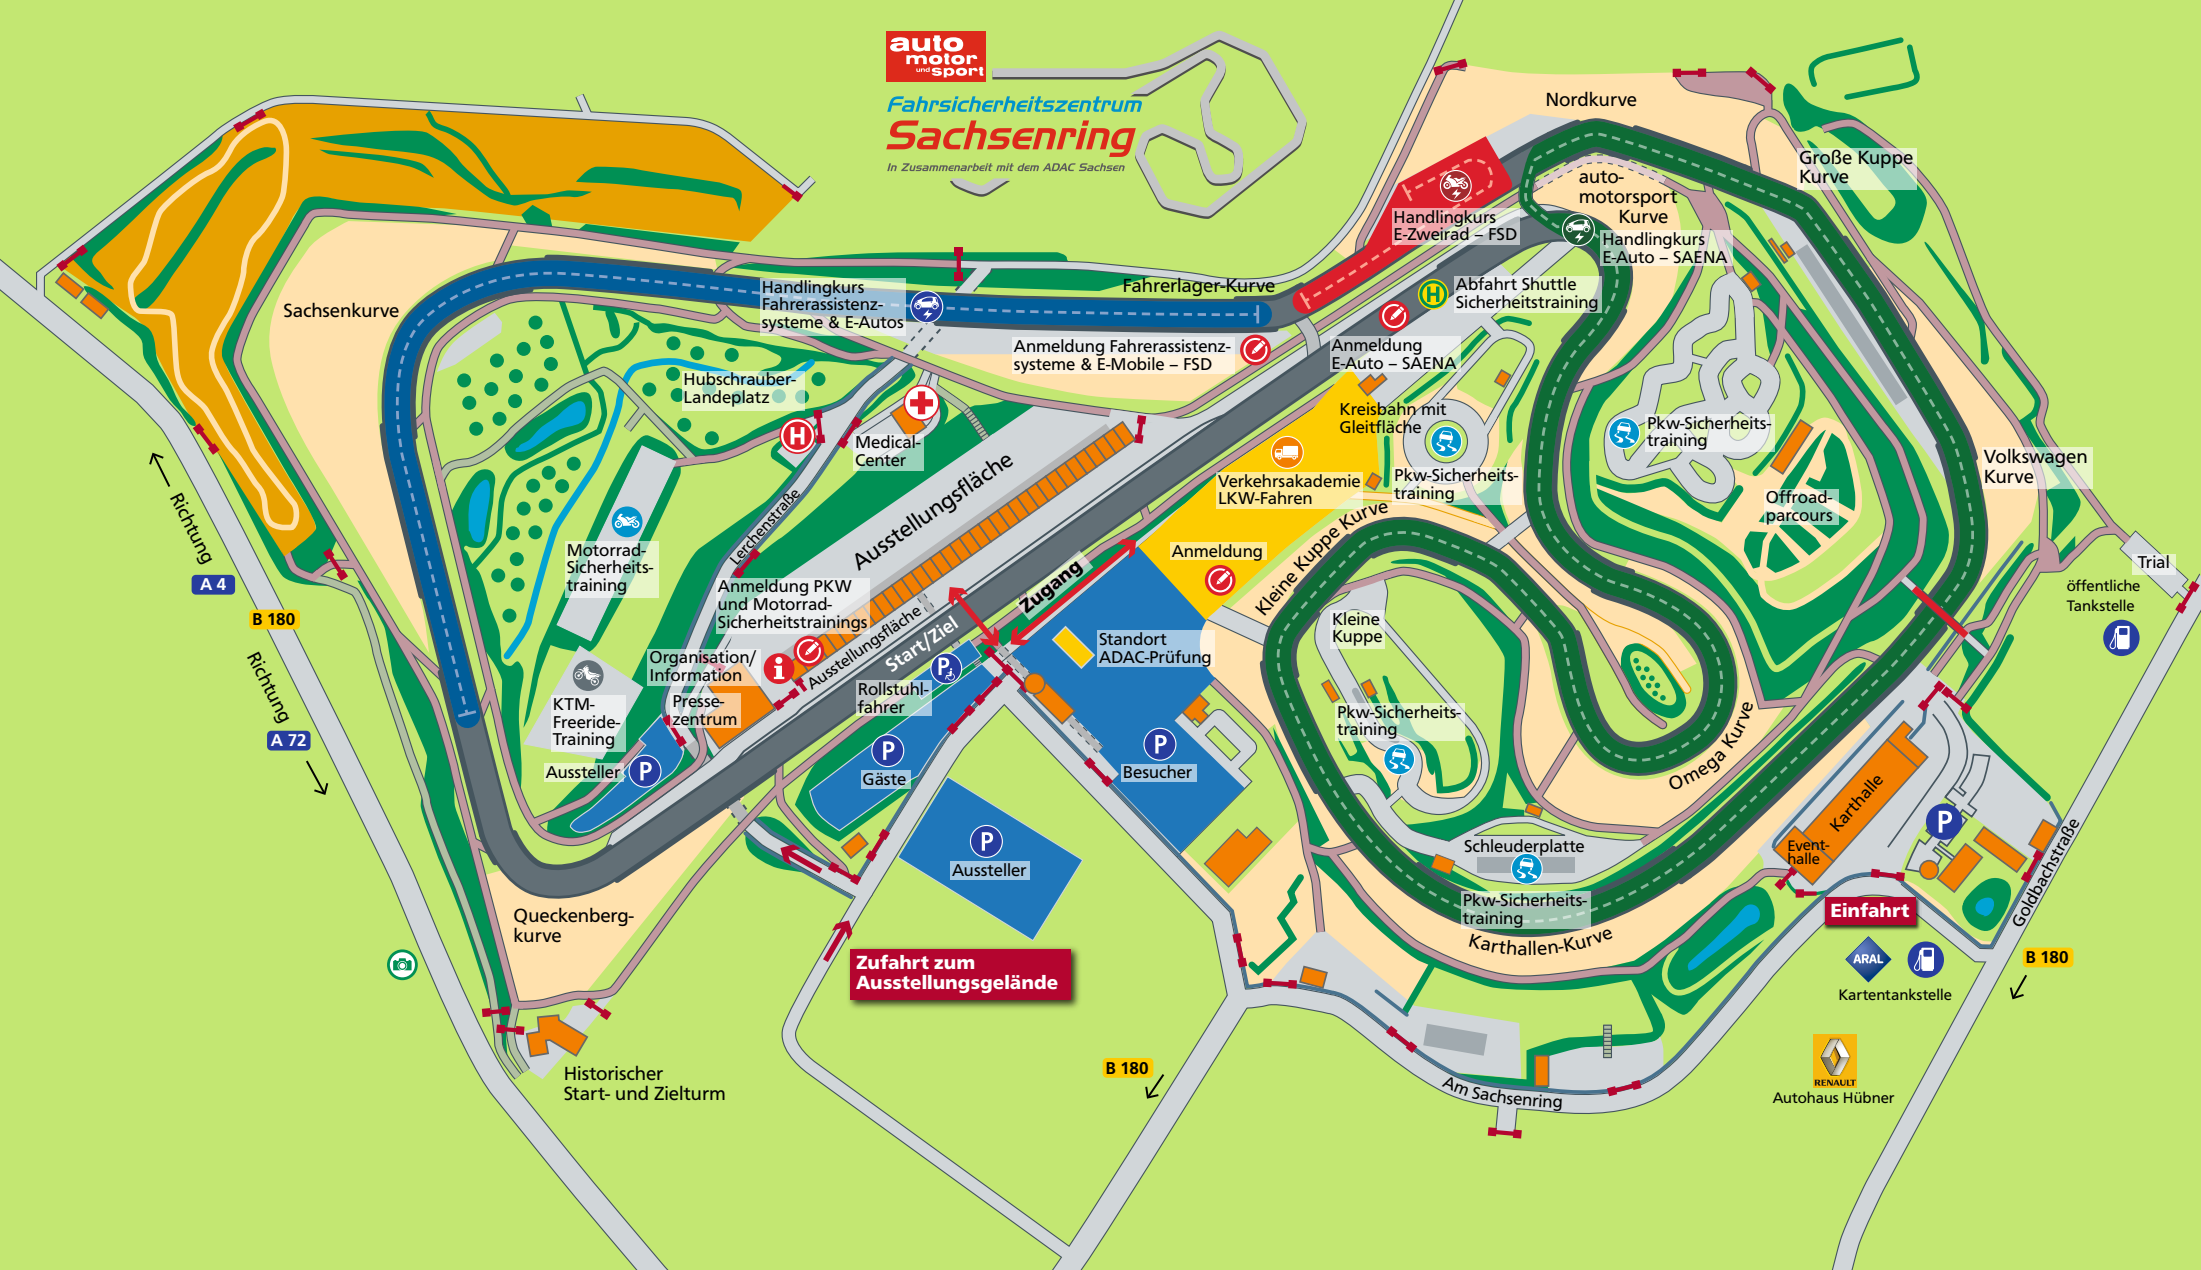 auto
motor
und sport
Fahrsicherheitszentrum
Sachsenring
In Zusammenarbeit mit dem ADAC Sachsen
Nordkurve
Große Kuppe
Kurve
auto-
motorsport
Kurve
Handlingkurs
E-Zweirad – FSD
Handlingkurs
E-Auto – SAENA
Abfahrt Shuttle
Sicherheitstraining
H
Fahrerlager-Kurve
Handlingkurs
Fahrerassistenz-
systeme & E-Autos
Sachsenkurve
Anmeldung Fahrerassistenz-
systeme & E-Mobile – FSD
Anmeldung
E-Auto – SAENA
Hubschrauber-
Landeplatz
H
Medical-
Center
Kreisbahn mit
Gleitfläche
Pkw-Sicherheits-
training
Pkw-Sicherheits-
training
Volkswagen
Kurve
Verkehrsakademie
LKW-Fahren
Offroad-
parcours
Ausstellungsfläche
Lerchenstraße
Kleine Kuppe Kurve
Richtung
A 4
B 180
Richtung
A 72
Motorrad-
Sicherheits-
training
Anmeldung PKW
und Motorrad-
Sicherheitstrainings
Anmeldung
Zugang
Trial
öffentliche
Tankstelle
Ausstellungsfläche
Start/Ziel
Standort
ADAC-Prüfung
Kleine
Kuppe
Organisation/
Information
i
Presse-
zentrum
KTM-
Freeride-
Training
Rollstuhl-
fahrer
P
Pkw-Sicherheits-
training
Omega Kurve
Aussteller
P
P
Gäste
P
Besucher
P
Aussteller
Schleuderplatte
Pkw-Sicherheits-
training
Karthallen-Kurve
Karthalle
Event-
halle
P
Goldbachstraße
Einfahrt
Queckenberg-
kurve
Zufahrt zum
Ausstellungsgelände
ARAL
Kartentankstelle
B 180
Historischer
Start- und Zielturm
B 180
Am Sachsenring
RENAULT
Autohaus Hübner